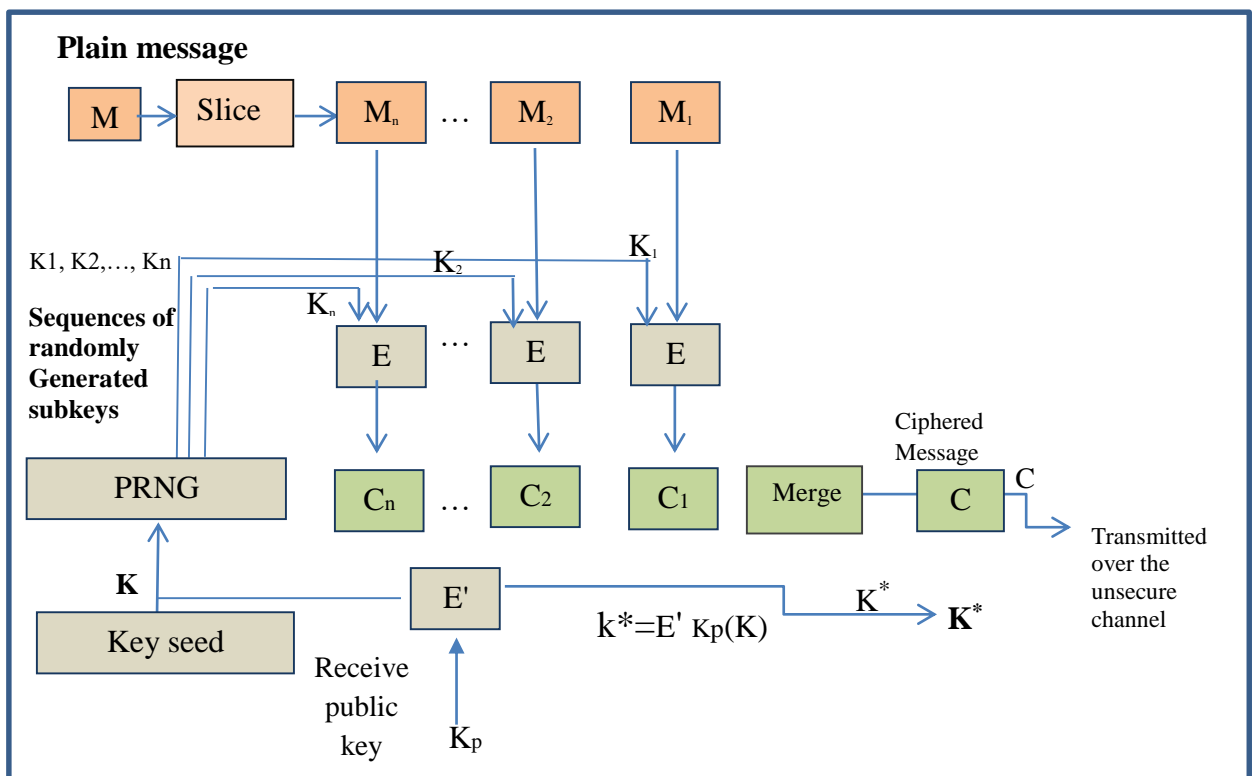 Plain message
M
Slice
Mₙ … M₂ M₁
K1, K2,…, Kn
K₁
K₂
Kₙ
Sequences of
randomly
Generated
subkeys
E … E E
Ciphered
Message
PRNG
Cn … C2 C1
Merge
C
C
Transmitted
over the
unsecure
channel
K
E'
K*
K*
k*=E' Kp(K)
Key seed
Receive
public
key
Kp